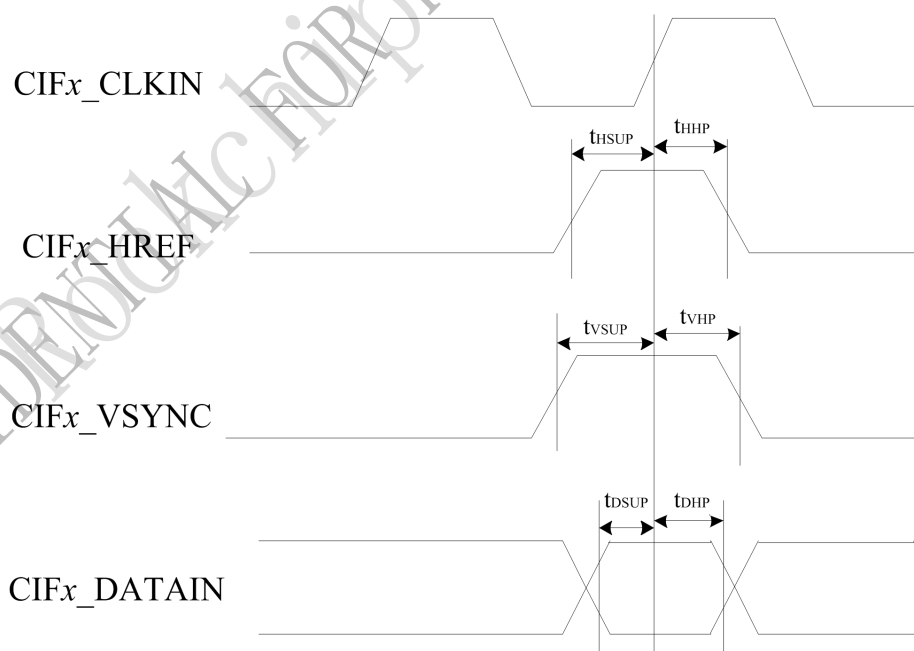 CIFx_CLKIN
tHSUP tHHP
CIFx_HREF
tVSUP tVHP
CIFx_VSYNC
tDSUP tDHP
CIFx_DATAIN